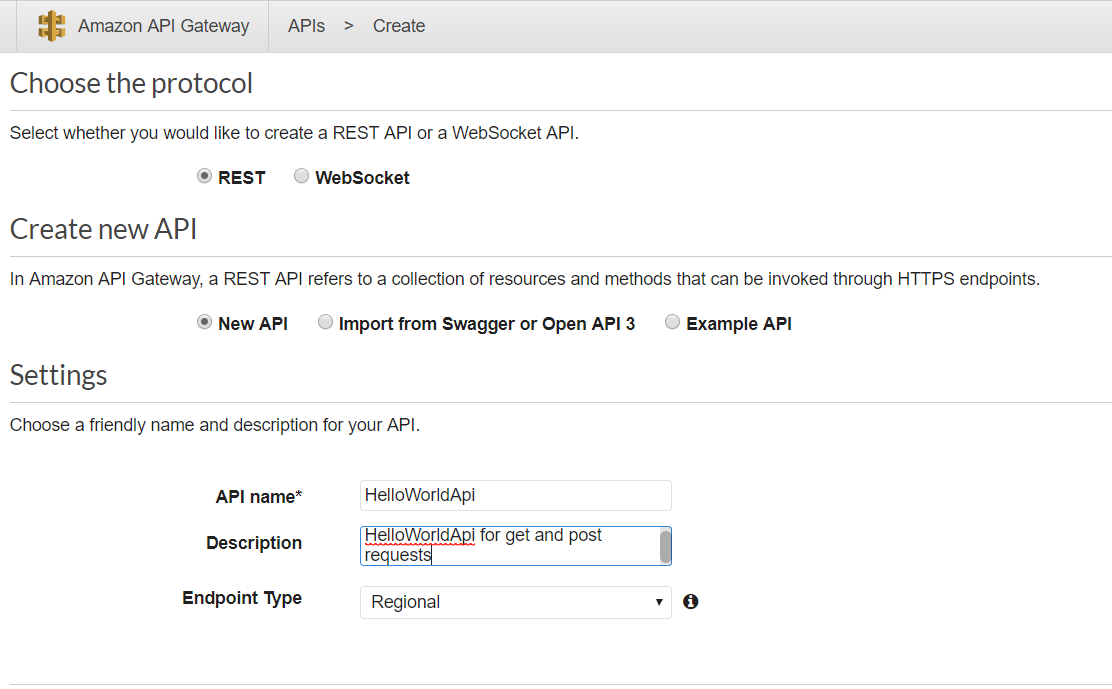 Amazon API Gateway APIs > Create
Choose the protocol
Select whether you would like to create a REST API or a WebSocket API.
REST WebSocket
Create new API
In Amazon API Gateway, a REST API refers to a collection of resources and methods that can be invoked through HTTPS endpoints.
New API Import from Swagger or Open API 3 Example API
Settings
Choose a friendly name and description for your API.
API name* HelloWorldApi
Description HelloWorldApi for get and post
requests
Endpoint Type Regional